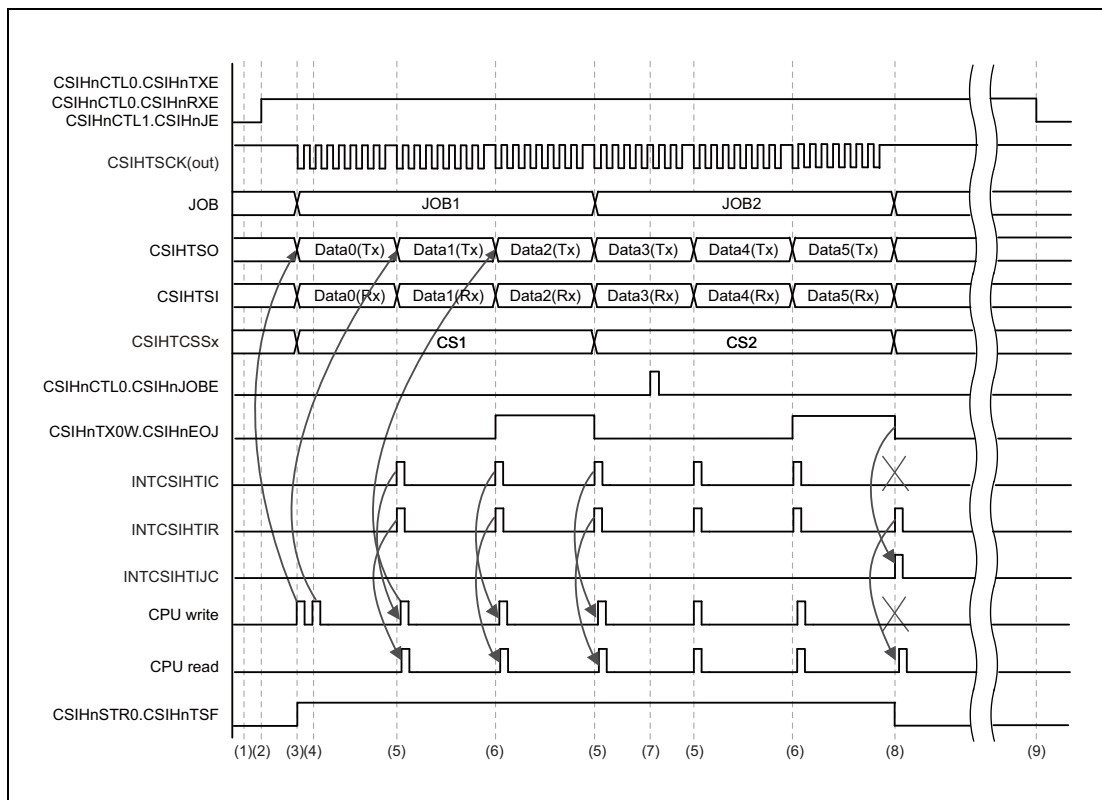 CSIHnCTL0.CSIHnTXE
CSIHnCTL0.CSIHnRXE
CSIHnCTL1.CSIHnJE
CSIHTSCK(out)
JOB JOB1 JOB2
CSIHTSO Data0(Tx) Data1(Tx) Data2(Tx) Data3(Tx) Data4(Tx) Data5(Tx)
CSIHTSI Data0(Rx) Data1(Rx) Data2(Rx) Data3(Rx) Data4(Rx) Data5(Rx)
CSIHTCSSx CS1 CS2
CSIHnCTL0.CSIHnJOBE
CSIHnTX0W.CSIHnEOJ
INTCSIHTIC
INTCSIHTIR
INTCSIHTIJC
CPU write
CPU read
CSIHnSTR0.CSIHnTSF
(1)(2) (3)(4) (5) (6) (5) (7) (5) (6) (8) (9)